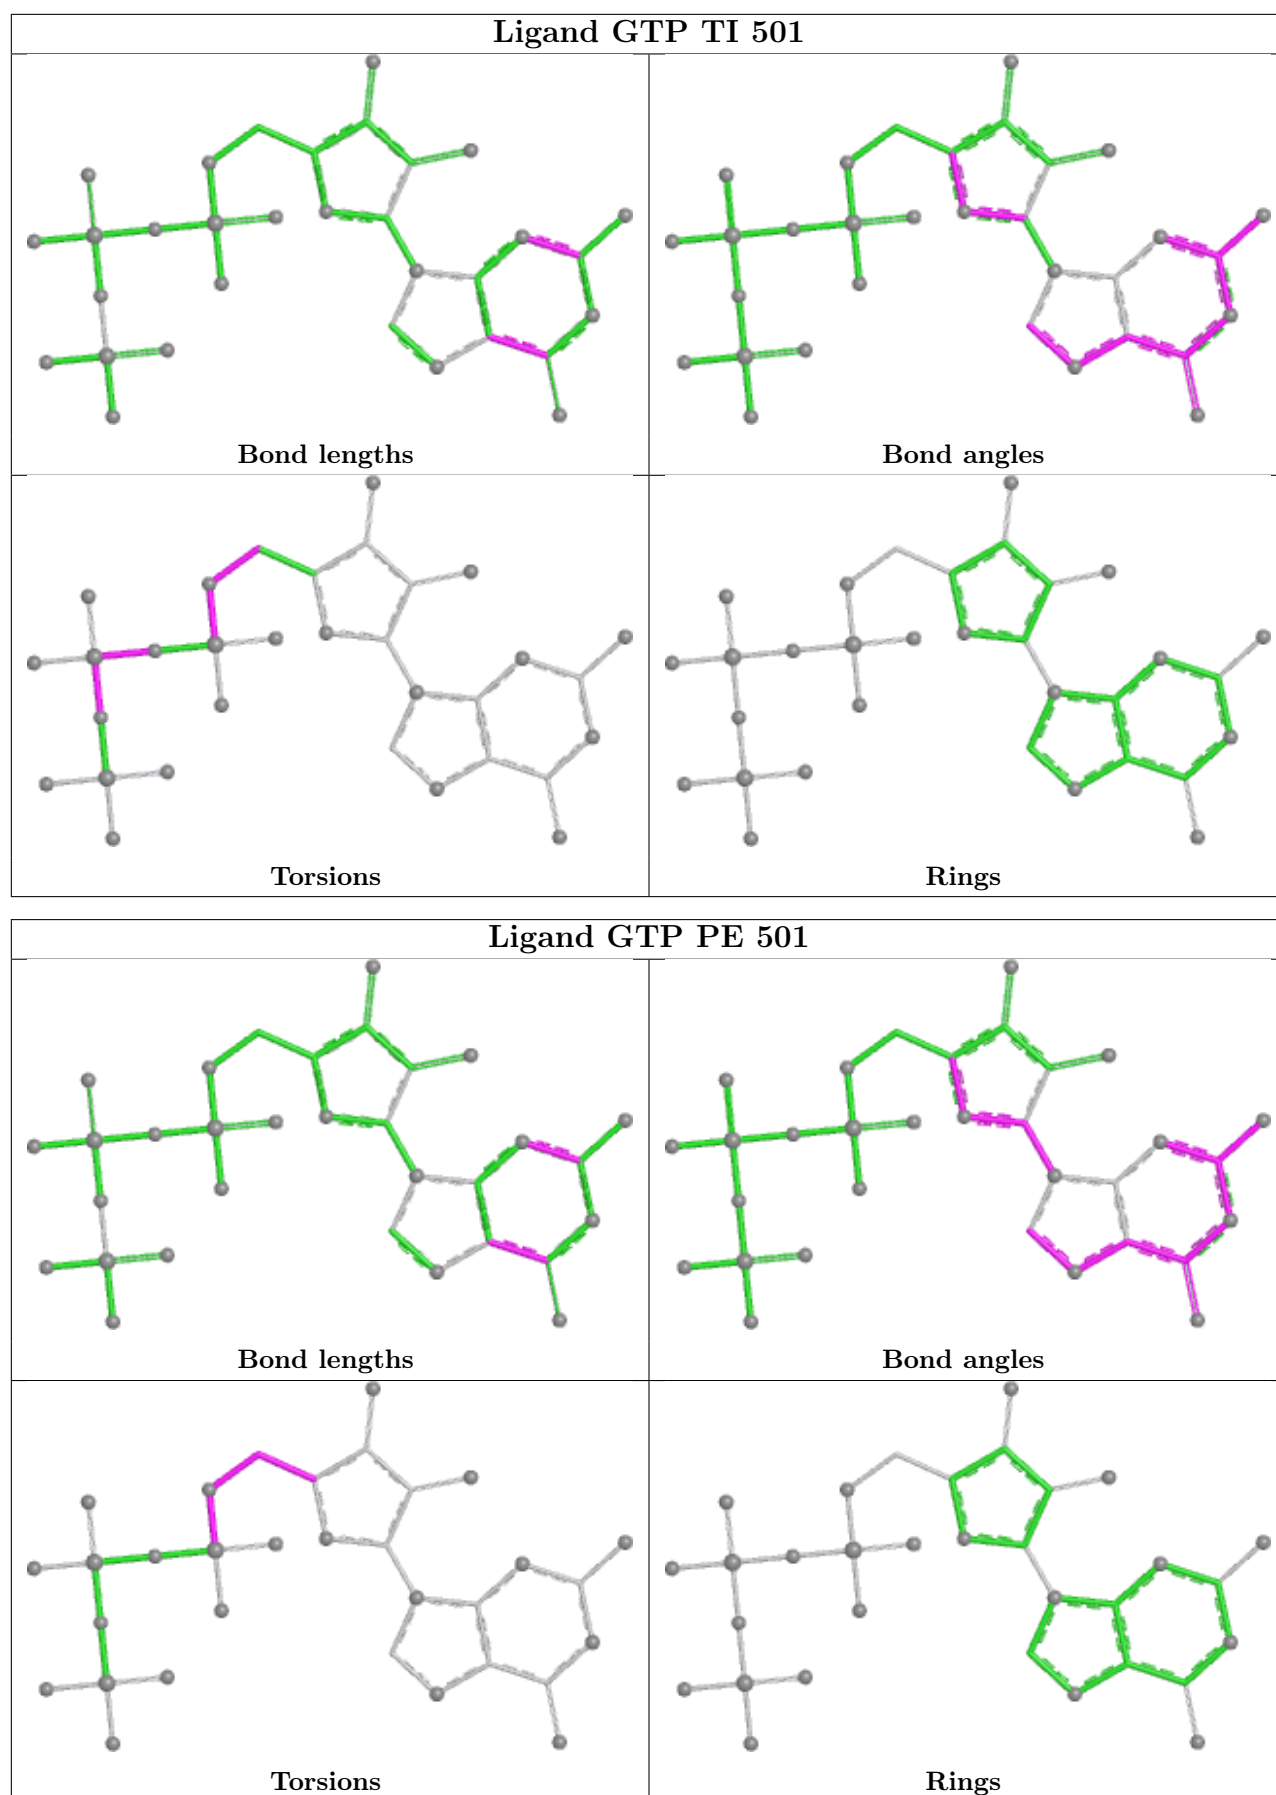 Ligand GTP TI 501
Bond lengths
Bond angles
Torsions
Rings
Ligand GTP PE 501
Bond lengths
Bond angles
Torsions
Rings